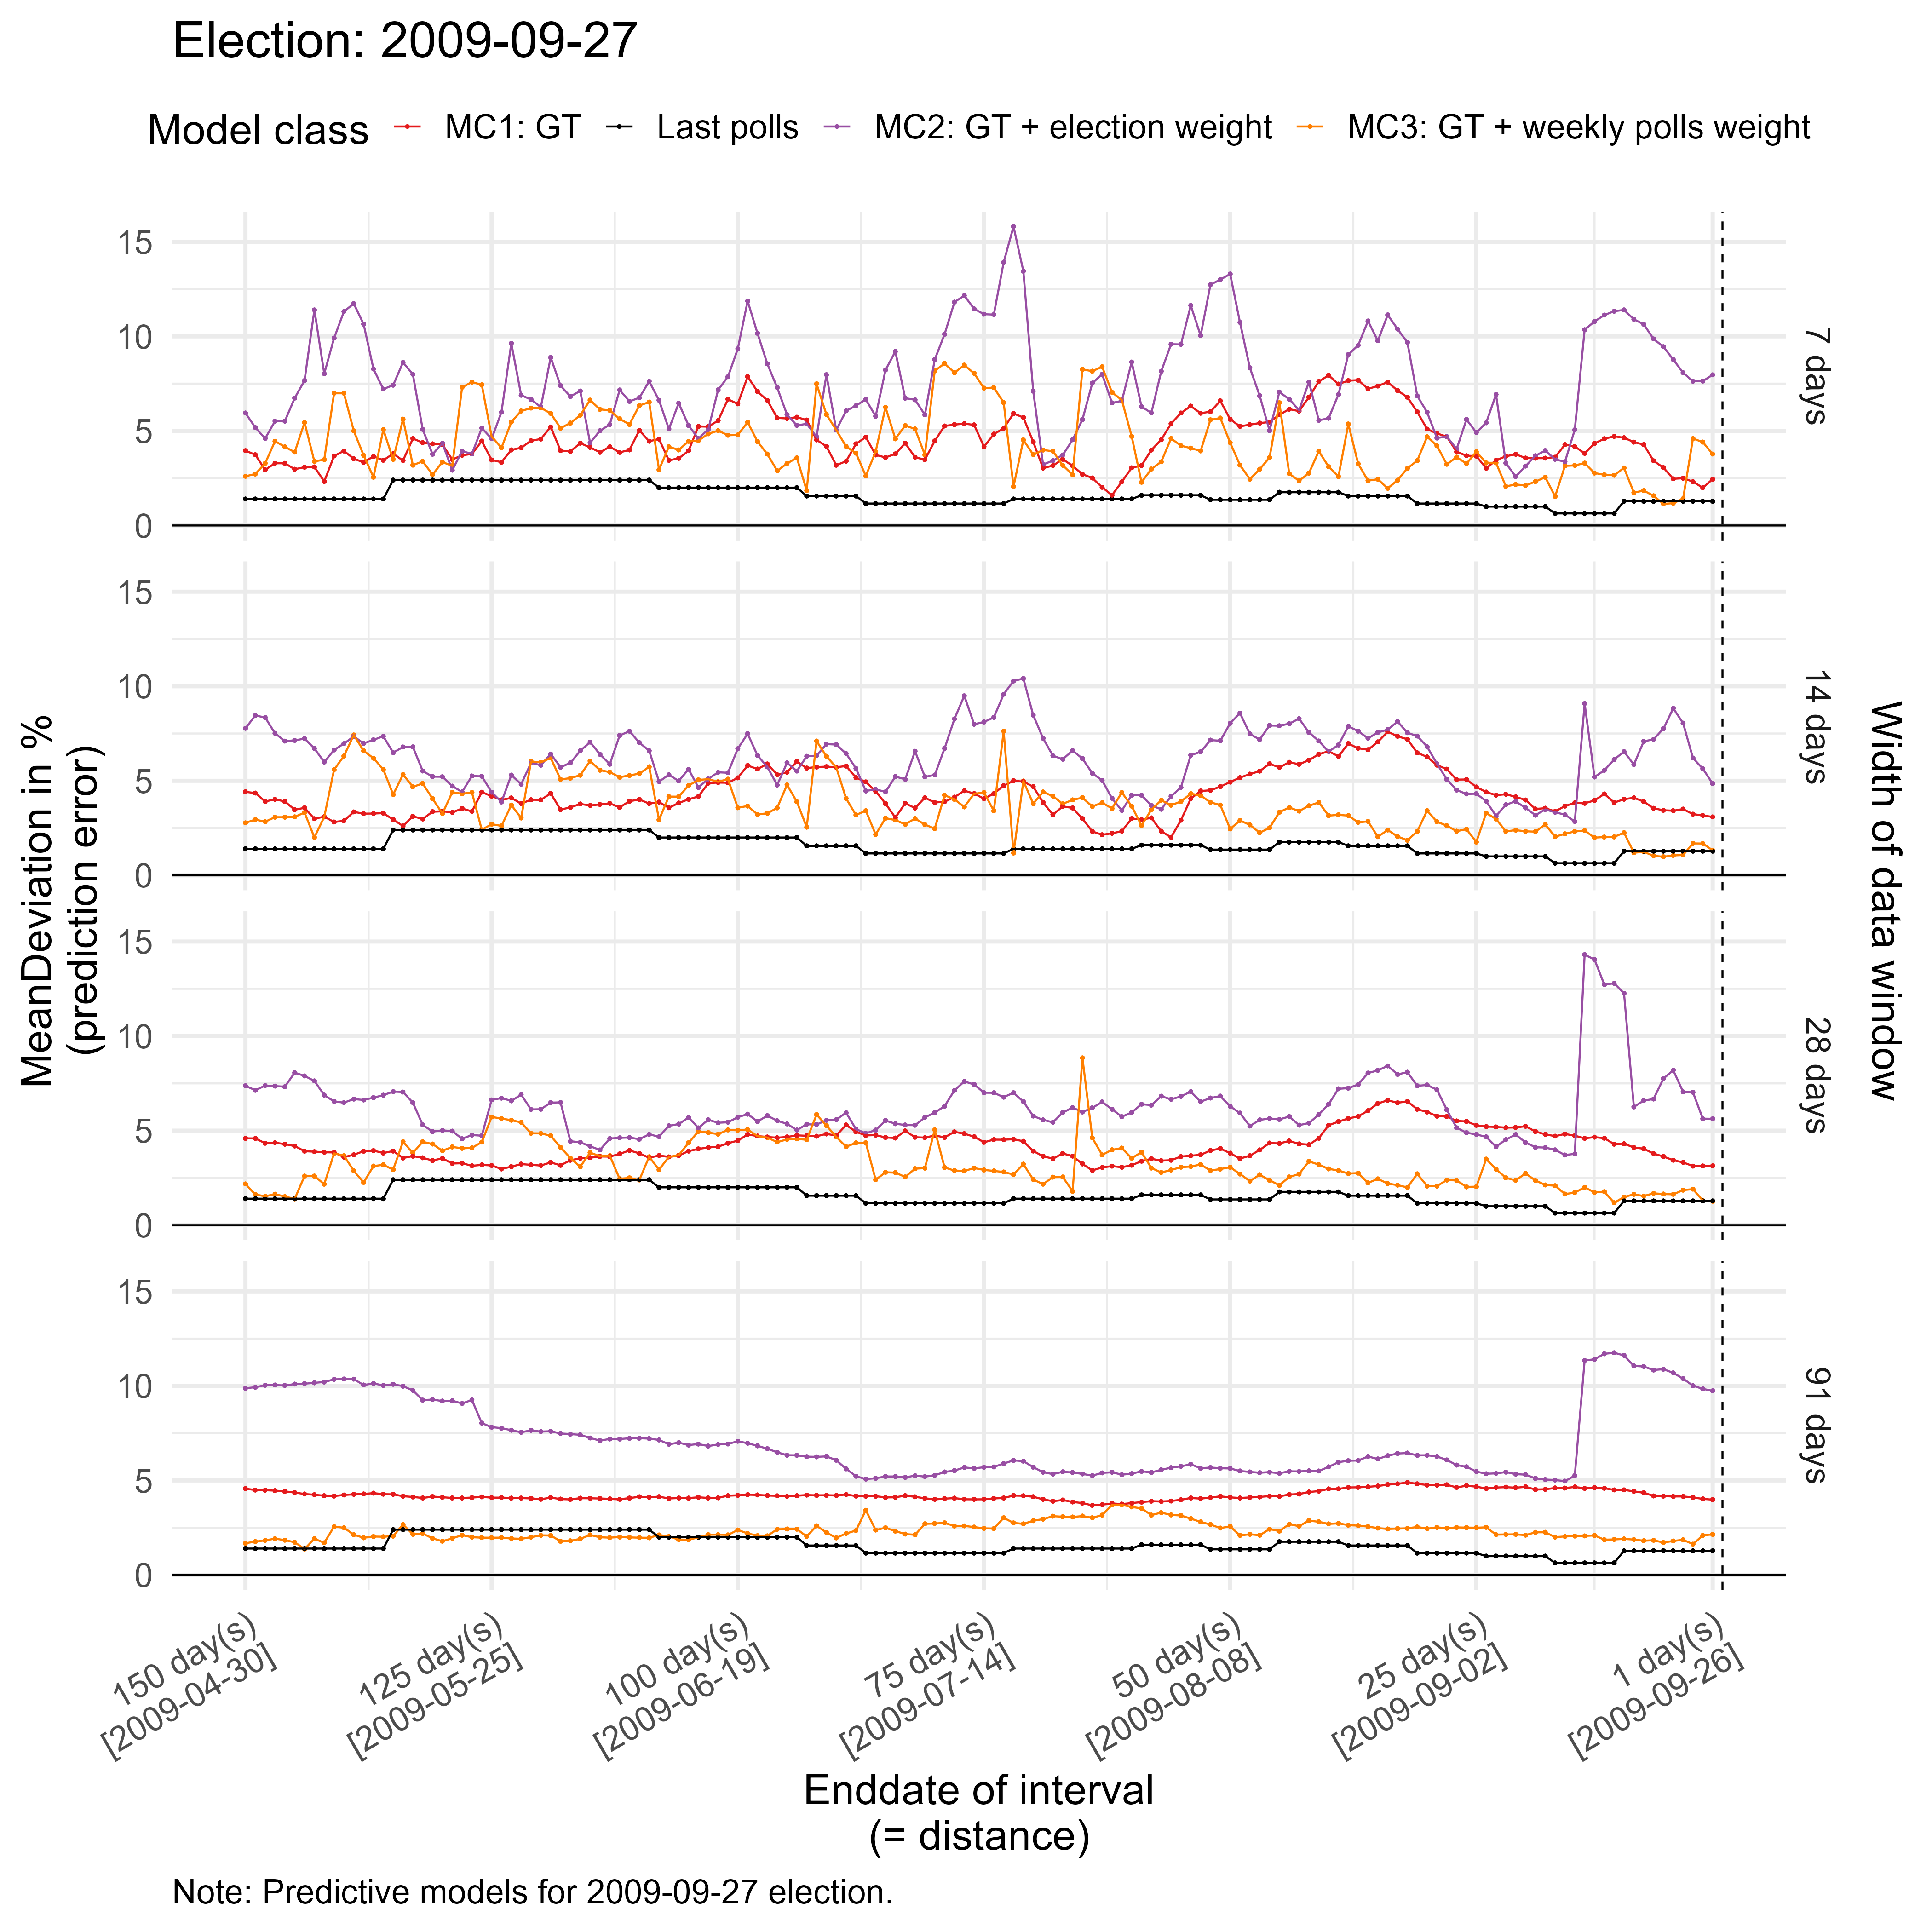 Election: 2009-09-27
Model class MC1: GT Last polls MC2: GT + election weight MC3: GT + weekly polls weight
MeanDeviation in %
(prediction error)
15
10
5
0
7 days
15
10
5
0
14 days
15
10
5
0
28 days
15
10
5
0
91 days
Width of data window
150 day(s)
[2009-04-30]
125 day(s)
[2009-05-25]
100 day(s)
[2009-06-19]
75 day(s)
[2009-07-14]
50 day(s)
[2009-08-08]
25 day(s)
[2009-09-02]
1 day(s)
[2009-09-26]
Enddate of interval
(= distance)
Note: Predictive models for 2009-09-27 election.